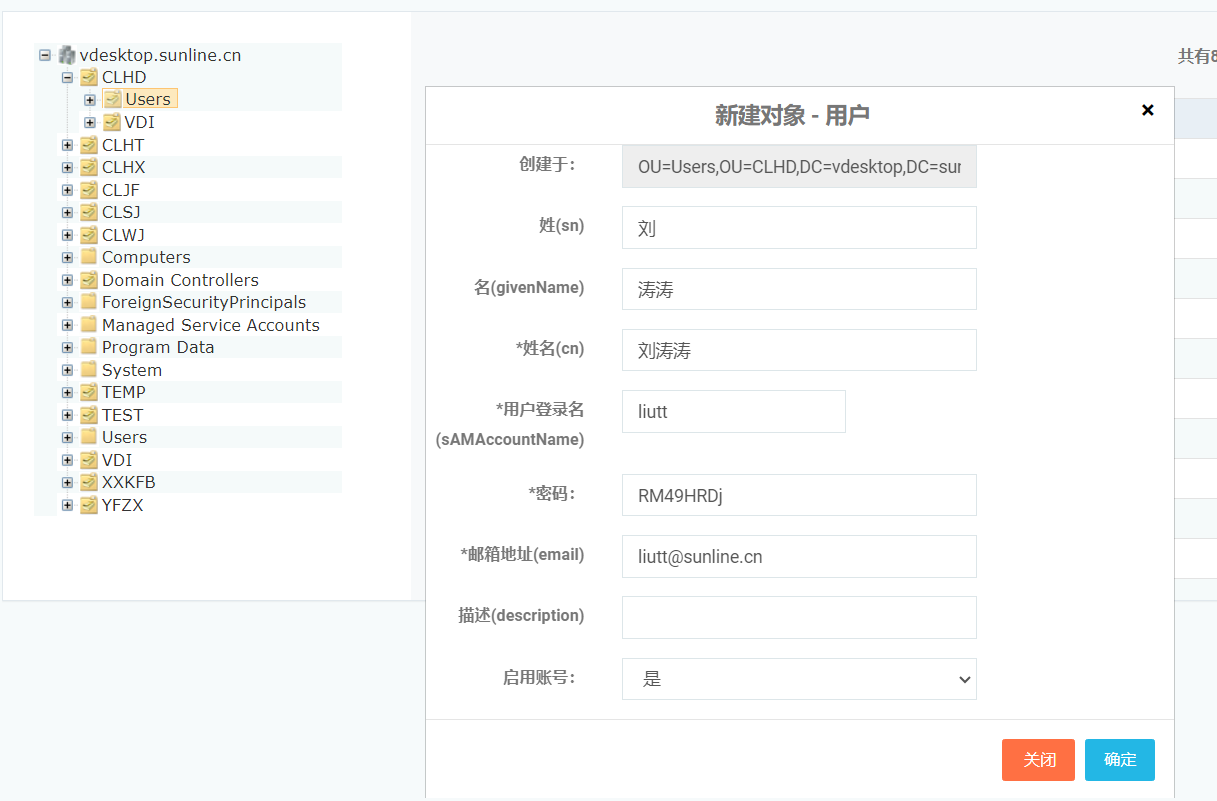 vdesktop.sunline.cn
CLHD
Users
VDI
CLHT
CLHX
CLJF
CLSJ
CLWJ
Computers
Domain Controllers
ForeignSecurityPrincipals
Managed Service Accounts
Program Data
System
TEMP
TEST
Users
VDI
XXKFB
YFZX
共有
新建对象 - 用户
创建于：
OU=Users,OU=CLHD,DC=vdesktop,DC=sun
姓(sn)
刘
名(givenName)
涛涛
*姓名(cn)
刘涛涛
*用户登录名
(sAMAccountName)
liutt
*密码：
RM49HRDj
*邮箱地址(email)
liutt@sunline.cn
描述(description)
启用账号：
是
关闭
确定